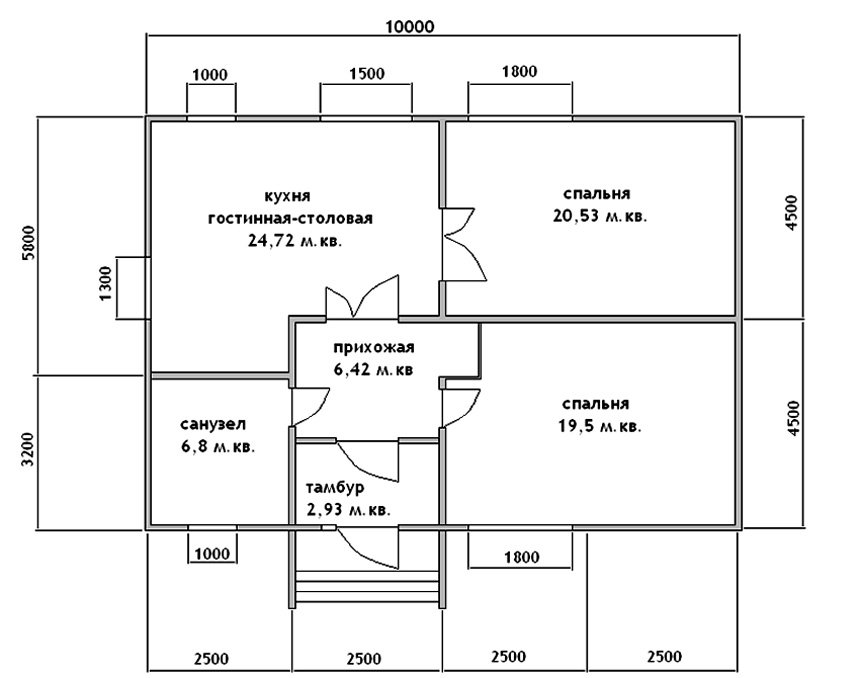 10000
1000
1500
1800
5800
1300
4500
кухня
гостинная-столовая
24,72 м.кв.
спальня
20,53 м.кв.
прихожая
6,42 м.кв
санузел
6,8 м.кв.
спальня
19,5 м.кв.
3200
4500
тамбур
2,93 м.кв.
1000
1800
2500
2500
2500
2500